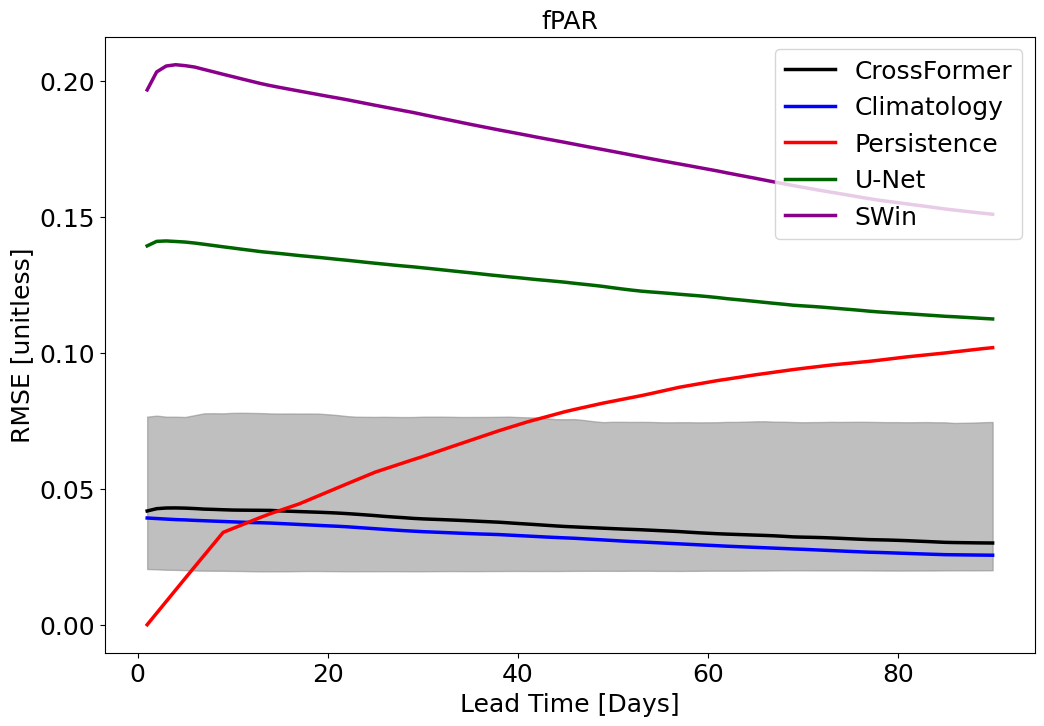 fPAR
CrossFormer
Climatology
Persistence
U-Net
SWin
RMSE [unitless]
0.20
0.15
0.10
0.05
0.00
0 20 40 60 80
Lead Time [Days]